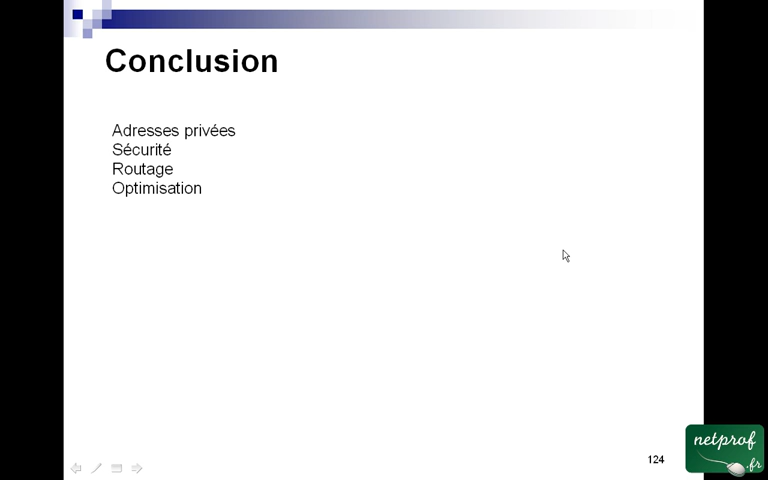 Conclusion
Adresses privées
Sécurité
Routage
Optimisation
124
netprof
.fr